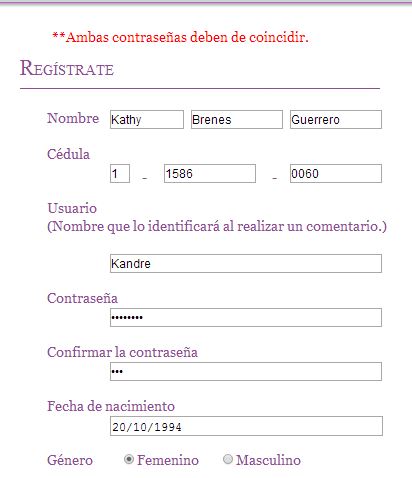 **Ambas contraseñas deben de coincidir.
REGÍSTRATE
Nombre Kathy Brenes Guerrero
Cédula
1 - 1586 - 0060
Usuario
(Nombre que lo identificará al realizar un comentario.)
Kandre
Contraseña
••••••••
Confirmar la contraseña
•••
Fecha de nacimiento
20/10/1994
Género Femenino Masculino